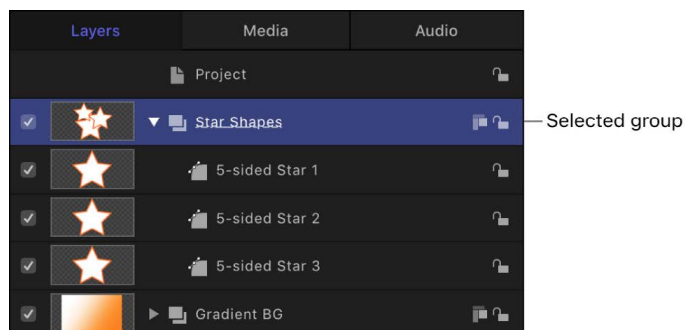 Layers Media Audio
Project
Star Shapes Selected group
5-sided Star 1
5-sided Star 2
5-sided Star 3
Gradient BG